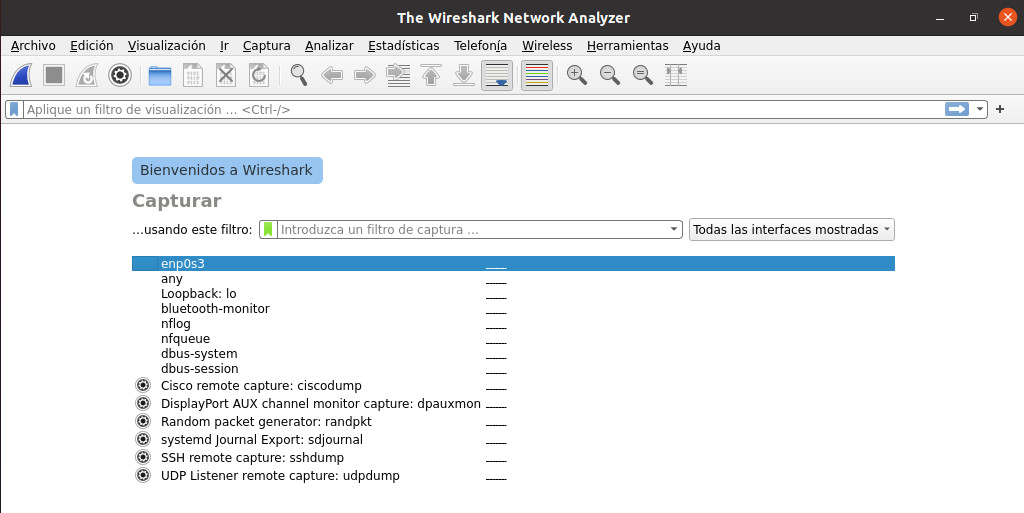 The Wireshark Network Analyzer
Archivo Edición Visualización Ir Captura Analizar Estadísticas Telefonía Wireless Herramientas Ayuda
Aplique un filtro de visualización … <Ctrl-/>
Bienvenidos a Wireshark
Capturar
…usando este filtro: Introduzca un filtro de captura … Todas las interfaces mostradas
enp0s3
any
Loopback: lo
bluetooth-monitor
nflog
nfqueue
dbus-system
dbus-session
Cisco remote capture: ciscodump
DisplayPort AUX channel monitor capture: dpauxmon
Random packet generator: randpkt
systemd Journal Export: sdjournal
SSH remote capture: sshdump
UDP Listener remote capture: udpdump